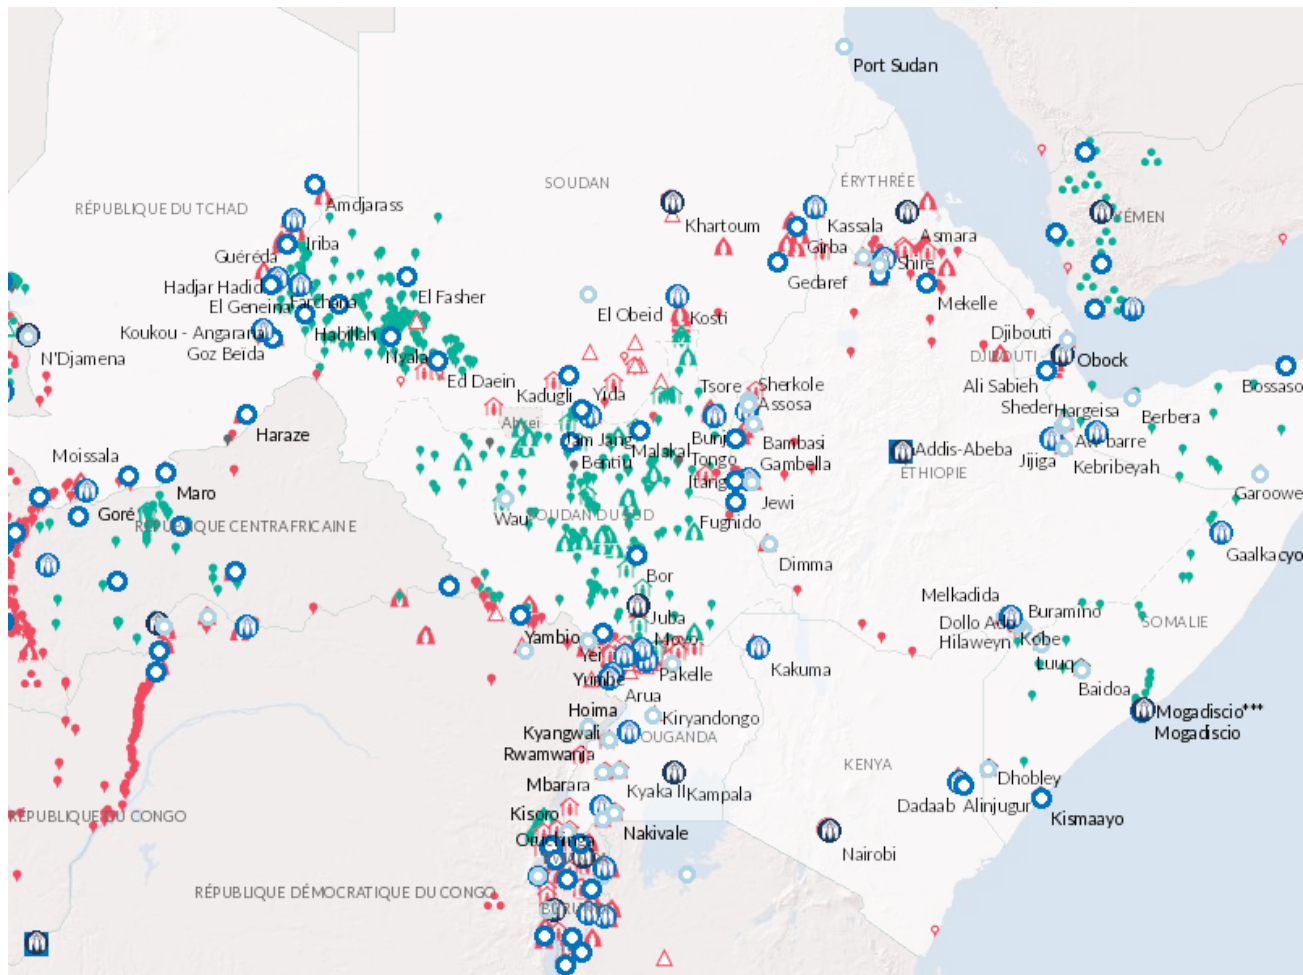 Port Sudan
SOUDAN
ÉRYTHRÉE
RÉPUBLIQUE DU TCHAD
Amdjarass
Khartoum
Kassala
Asmara
YÉMEN
Iriba
Girba
Guéréda
Shire
Hadjar Hadid
Gedaref
El Geneina
Farchana
El Fasher
Mekelle
El Obeid
Kosti
Koukou - Angarana
Habillah
Djibouti
Goz Beïda
Nyala
DJIBOUTI
Obock
N'Djamena
Ed Daein
Ali Sabieh
Bossaso
Kadugli
Yida
Tsore
Sherkole
Assosa
Sheder
Hargeisa
Berbera
Abyei
Haraze
Jam Jang
Malakal
Bunj
Bambasi
Addis-Abeba
Aw-barre
Moissala
Bentiu
Tongo
Gambella
Jijiga
Kebribeyah
ÉTHIOPIE
Maro
Itang
Garoowe
Goré
Wau
SOUDAN DU SUD
Jewi
RÉPUBLIQUE CENTRAFRICAINE
Fugnido
Dimma
Gaalkacyo
Bor
Melkadida
Buramino
Juba
Dollo Ado
SOMALIE
Yambio
Moyo
Hilaweyn
Kobe
Yei
Pakelle
Kakuma
Luuq
Yumbe
Baidoa
Arua
Hoima
Kiryandongo
Mogadiscio***
Kyangwali
OUGANDA
Mogadiscio
Rwamwanja
KENYA
Dhobley
Mbarara
Kyaka II
Kampala
Dadaab
Alinjugur
RÉPUBLIQUE DU CONGO
Kisoro
Kismaayo
Nakivale
Oruchinga
Nairobi
RÉPUBLIQUE DÉMOCRATIQUE DU CONGO
BURUNDI